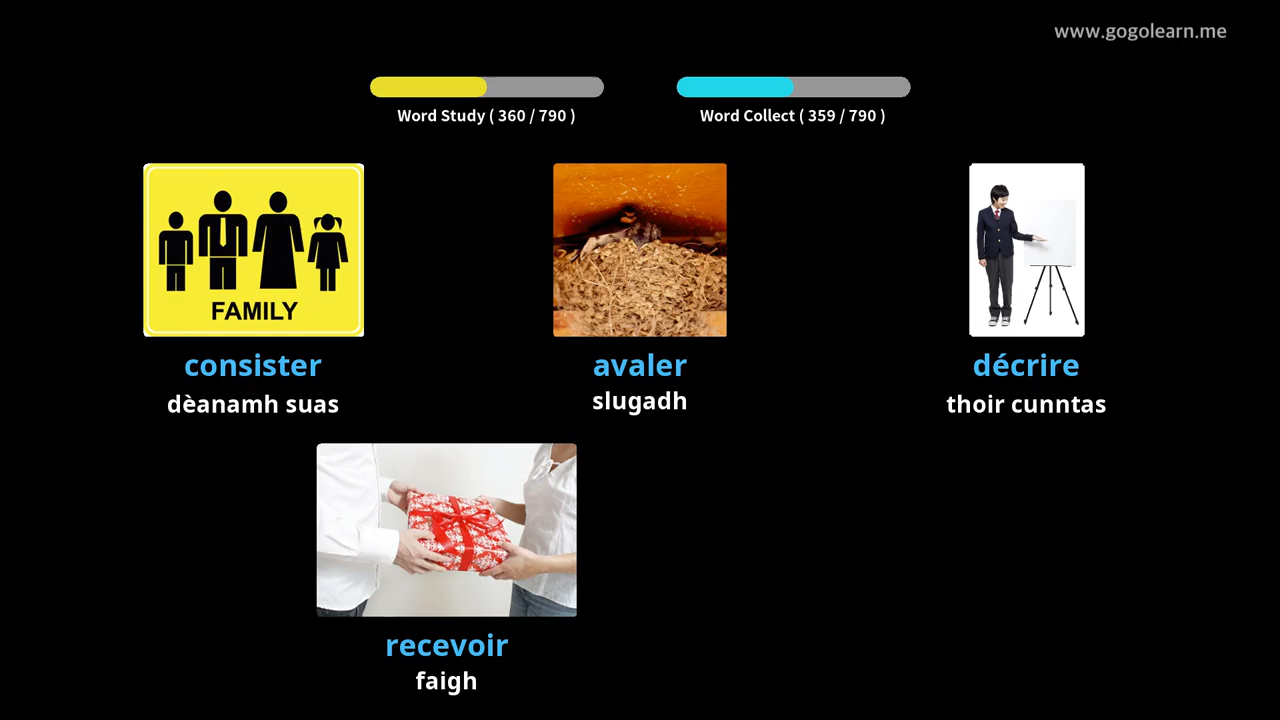 www.gogolearn.me
Word Study ( 360 / 790 )
Word Collect ( 359 / 790 )
FAMILY
consister
dèanamh suas
avaler
slugadh
décrire
thoir cunntas
recevoir
faigh